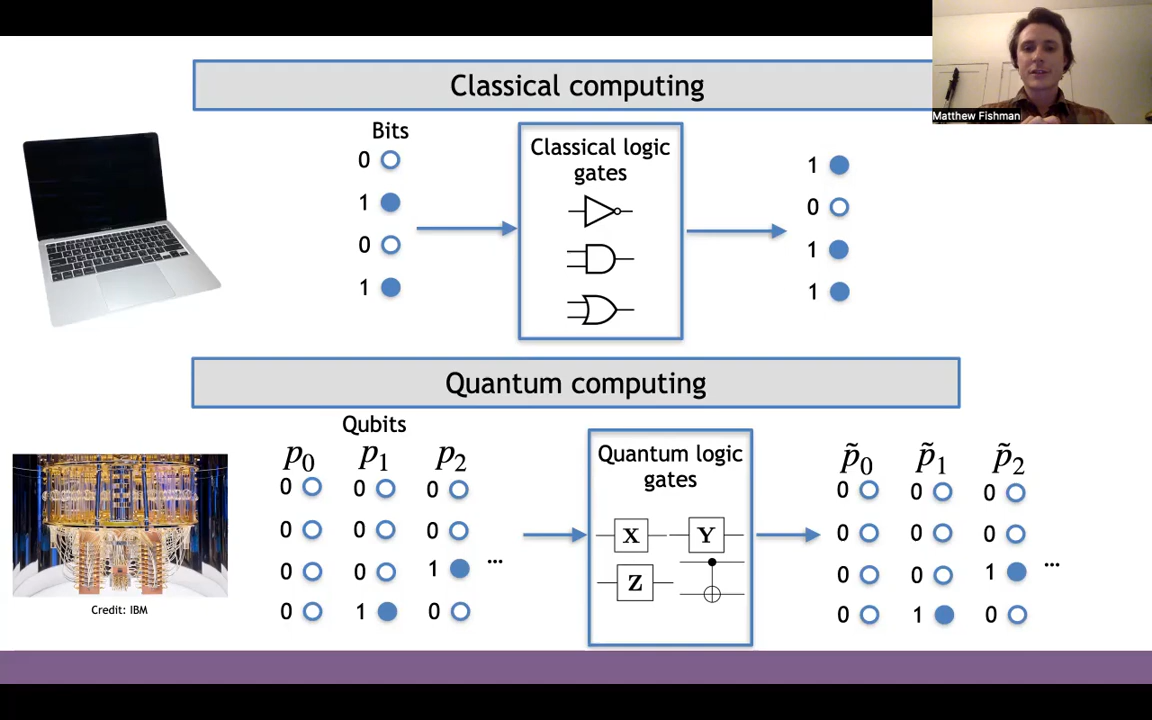 Classical computing
Matthew Fishman
Bits
0
1
0
1
Classical logic
gates
1
0
1
1
Quantum computing
Qubits
p₀ p₁ p₂
0 0 0
0 0 0
0 0 1 ...
0 1 0
Quantum logic
gates
X Y
Z
p̃₀ p̃₁ p̃₂
0 0 0
0 0 0
0 0 1 ...
0 1 0
Credit: IBM